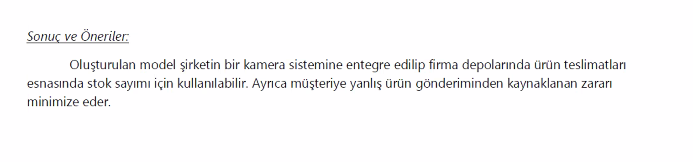 Sonuç ve Öneriler:
Oluşturulan model şirketin bir kamera sistemine entegre edilip firma depolarında ürün teslimatları
esnasında stok sayımı için kullanılabilir. Ayrıca müşteriye yanlış ürün gönderiminden kaynaklanan zararı
minimize eder.